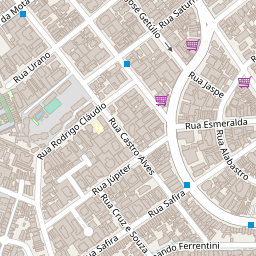 da Mota
José Getúlio
Rua Satur
Rua Urano
Rua Jaspe
Rua Rodrigo Cláudio
Rua Castro Alves
Rua Esmeralda
Rua Alabastro
Rua Júpiter
Rua Safira
Rua Cruz e Souza
Rua Safira
ando Ferrentini